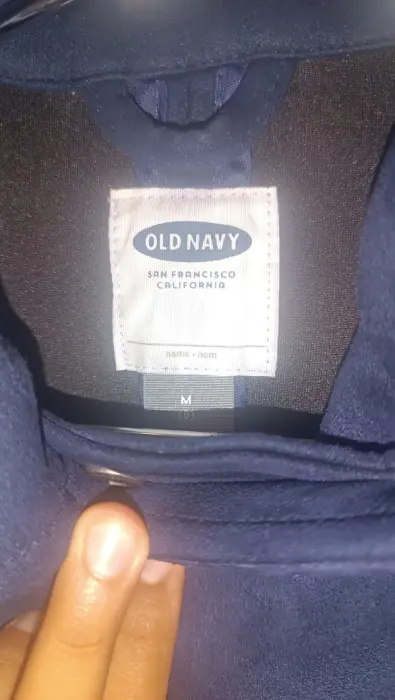 OLD NAVY
SAN FRANCISCO
CALIFORNIA
name • nom
M